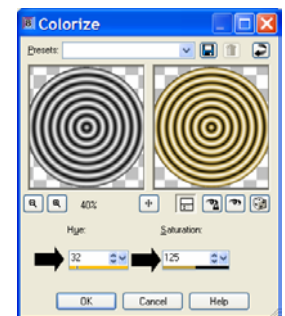 Colorize
Presets:
40%
Hue: Saturation:
32 125
OK Cancel Help